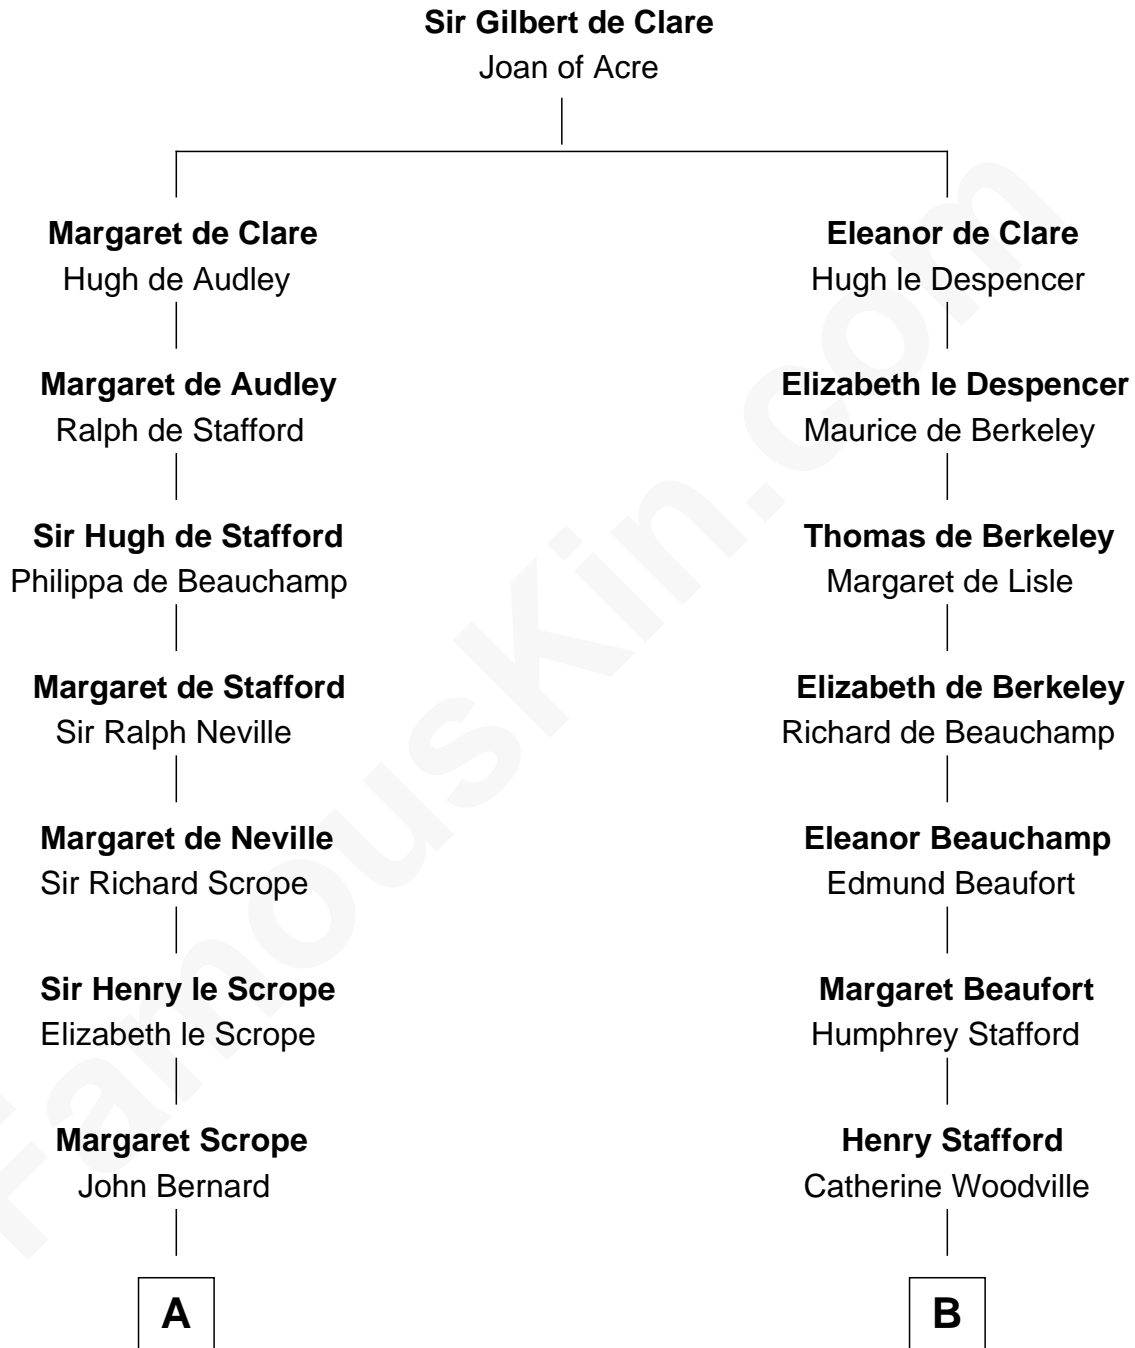 Sir Gilbert de Clare
Joan of Acre
Margaret de Clare
Hugh de Audley
Eleanor de Clare
Hugh le Despencer
Margaret de Audley
Ralph de Stafford
Elizabeth le Despencer
Maurice de Berkeley
Sir Hugh de Stafford
Philippa de Beauchamp
Thomas de Berkeley
Margaret de Lisle
Margaret de Stafford
Sir Ralph Neville
Elizabeth de Berkeley
Richard de Beauchamp
Margaret de Neville
Sir Richard Scrope
Eleanor Beauchamp
Edmund Beaufort
Sir Henry le Scrope
Elizabeth le Scrope
Margaret Beaufort
Humphrey Stafford
Margaret Scrope
John Bernard
Henry Stafford
Catherine Woodville
A
B
FamousKin.com